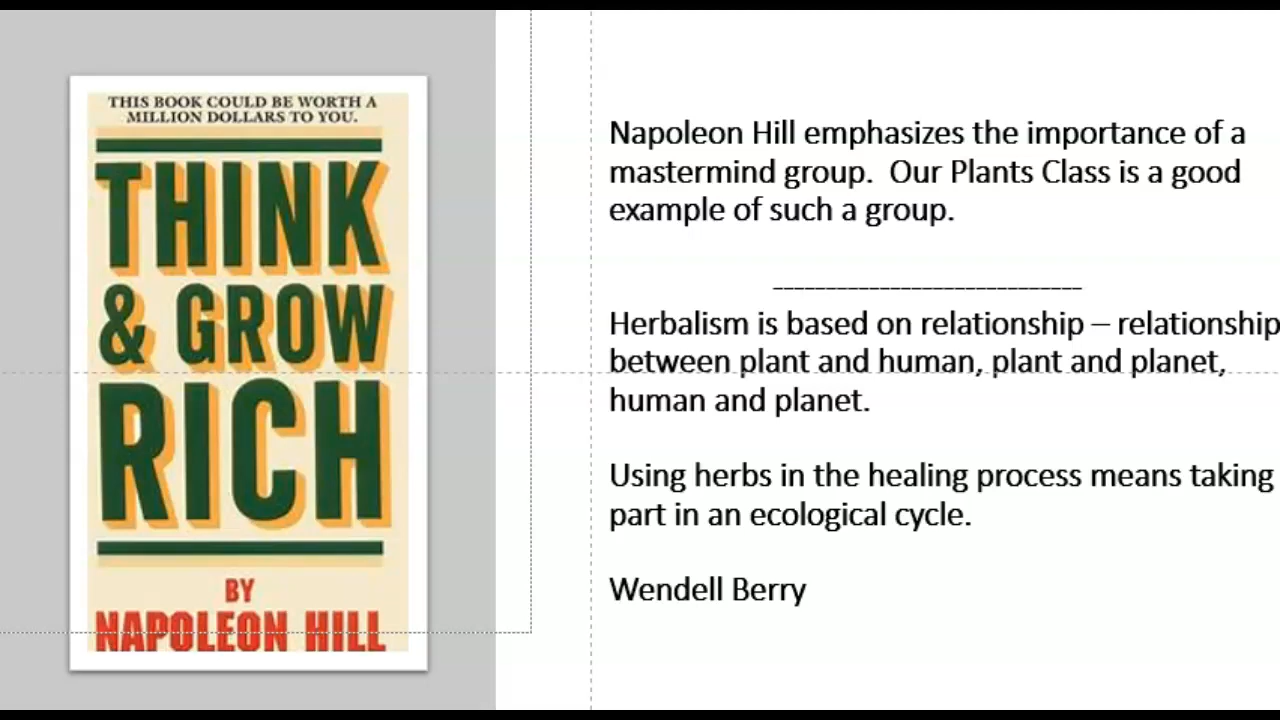 THIS BOOK COULD BE WORTH A
MILLION DOLLARS TO YOU.
THINK
& GROW
RICH
BY
NAPOLEON HILL
Napoleon Hill emphasizes the importance of a
mastermind group.  Our Plants Class is a good
example of such a group.
______________________________
Herbalism is based on relationship – relationship
between plant and human, plant and planet,
human and planet.
Using herbs in the healing process means taking
part in an ecological cycle.
Wendell Berry